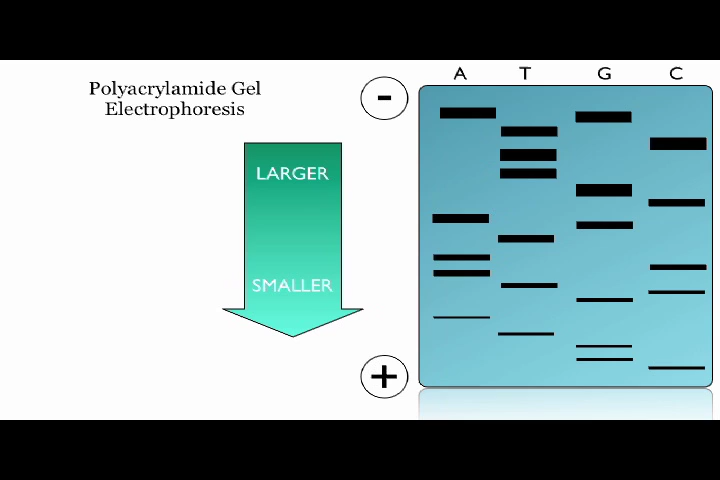 Polyacrylamide Gel
Electrophoresis
LARGER
SMALLER
-
+
A T G C